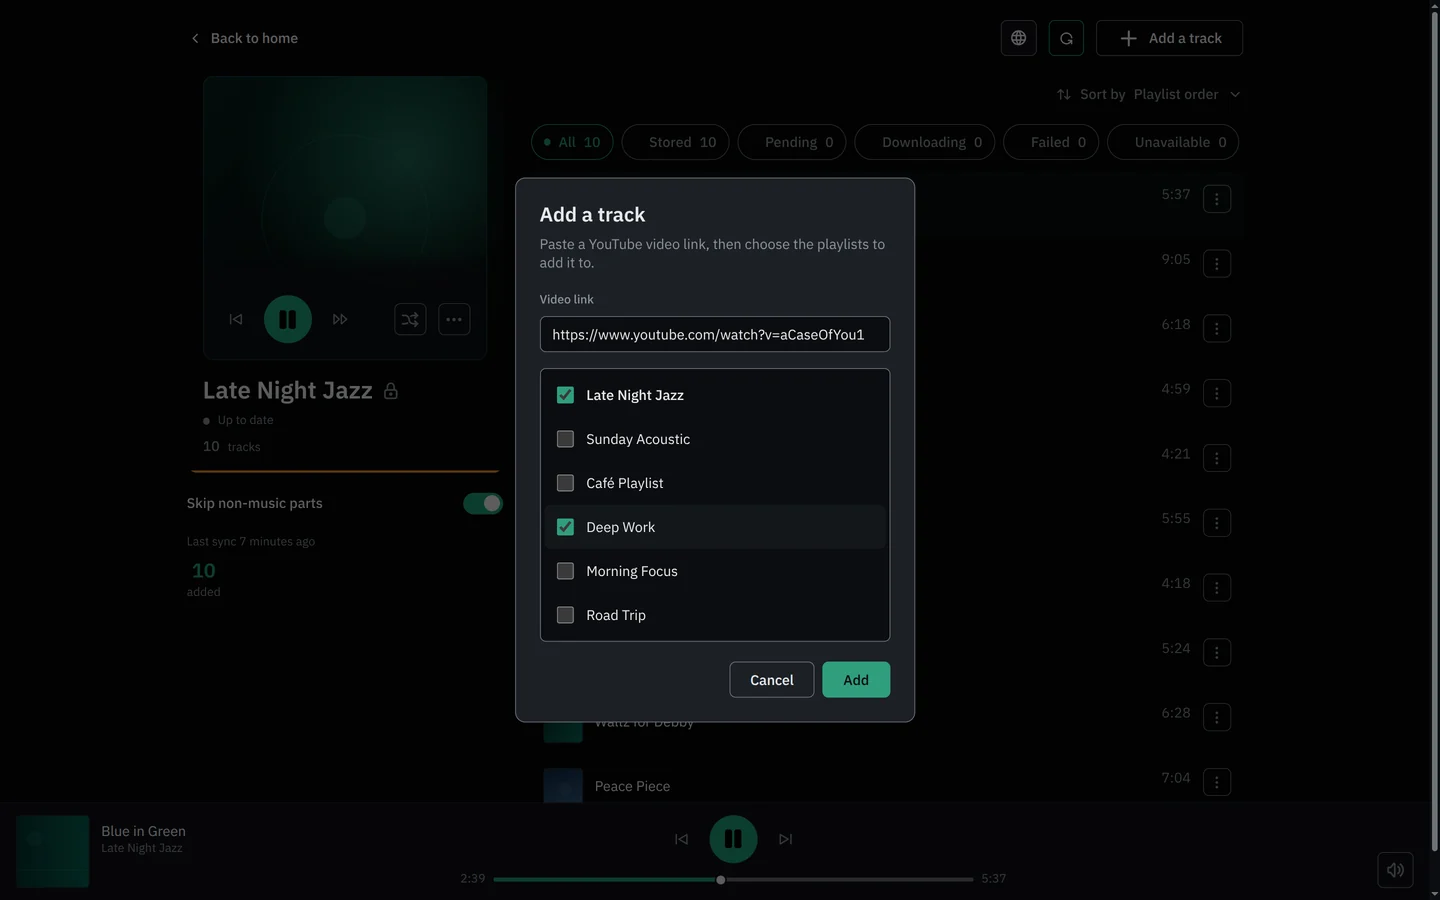 Back to home
Add a track
Sort by Playlist order
All 10
Stored 10
Pending 0
Downloading 0
Failed 0
Unavailable 0
Late Night Jazz
Up to date
10 tracks
Skip non-music parts
Last sync 7 minutes ago
10
added
Add a track
Paste a YouTube video link, then choose the playlists to
add it to.
Video link
https://www.youtube.com/watch?v=aCaseOfYou1
Late Night Jazz
Sunday Acoustic
Café Playlist
Deep Work
Morning Focus
Road Trip
Cancel
Add
5:37
9:05
6:18
4:59
4:21
5:55
4:18
5:24
Waltz for Debby
6:28
Peace Piece
7:04
Blue in Green
Late Night Jazz
2:39
5:37